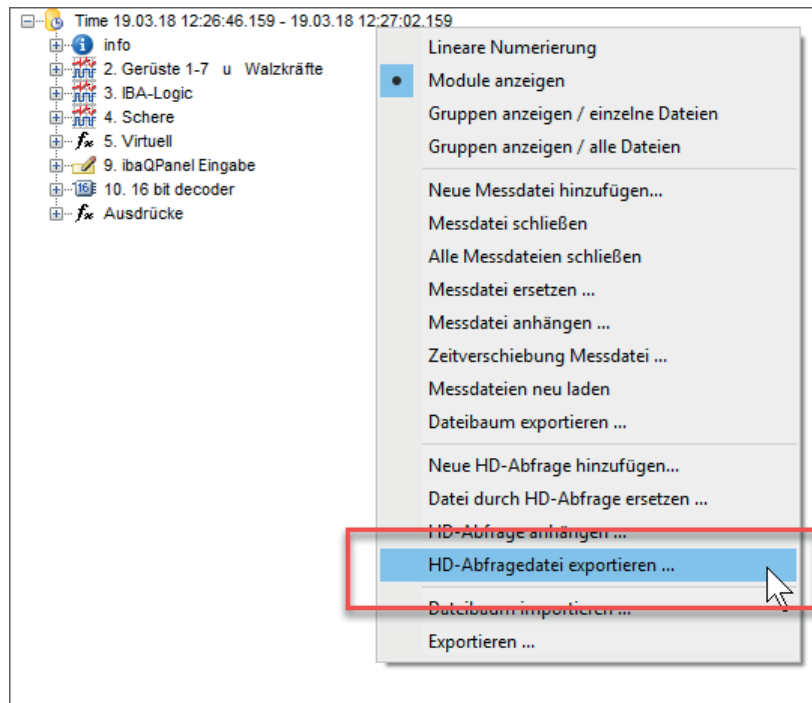 Time 19.03.18 12:26:46.159 - 19.03.18 12:27:02.159
info
2. Gerüste 1-7 u Walzkräfte
3. IBA-Logic
4. Schere
5. Virtuell
9. ibaQPanel Eingabe
10. 16 bit decoder
Ausdrücke
Lineare Numerierung
Module anzeigen
Gruppen anzeigen / einzelne Dateien
Gruppen anzeigen / alle Dateien
Neue Messdatei hinzufügen...
Messdatei schließen
Alle Messdateien schließen
Messdatei ersetzen ...
Messdatei anhängen ...
Zeitverschiebung Messdatei ...
Messdateien neu laden
Dateibaum exportieren ...
Neue HD-Abfrage hinzufügen...
Datei durch HD-Abfrage ersetzen ...
HD-Abfrage anhängen ...
HD-Abfragedatei exportieren ...
Dateibaum importieren ...
Exportieren ...